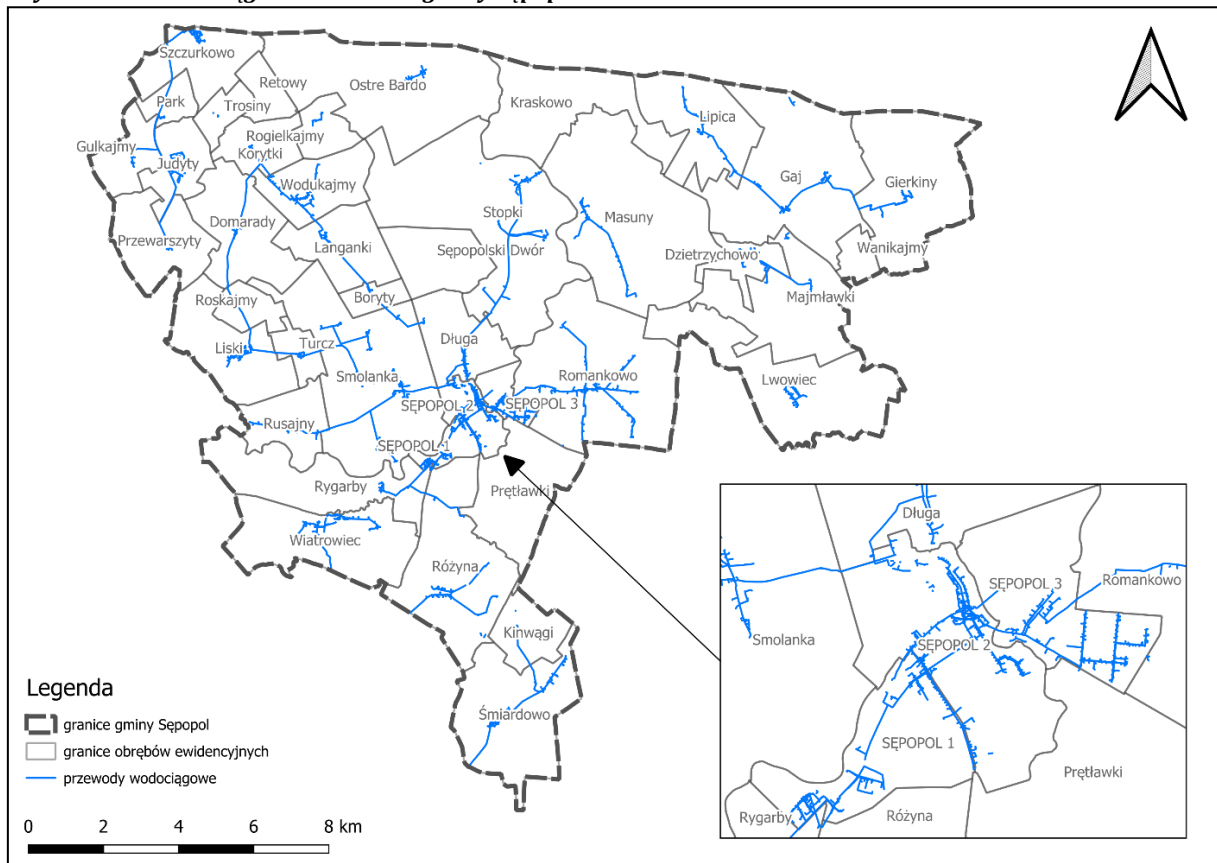 Szczurkowo
Retowy
Ostre Bardo
Park
Trosiny
Kraskowo
Lipica
Rogielkajmy
Gulkajmy
Korytki
Judyty
Wodukajmy
Gaj
Gierkiny
Stopki
Masuny
Domarady
Przewarszyty
Langanki
Sępopolski Dwór
Dzietrzychowo
Wanikajmy
Roskajmy
Boryty
Majmławki
Liski
Turcz
Długa
Smolanka
Romankowo
Lwowiec
SĘPOPOL 2
SĘPOPOL 3
Rusajny
SĘPOPOL 1
Rygarby
Prętławki
Wiatrowiec
Różyna
Kinwągi
Śmiardowo
Długa
SĘPOPOL 3
Romankowo
Smolanka
SĘPOPOL 2
SĘPOPOL 1
Prętławki
Rygarby
Różyna
Legenda
granice gminy Sępopol
granice obrębów ewidencyjnych
przewody wodociągowe
0 2 4 6 8 km